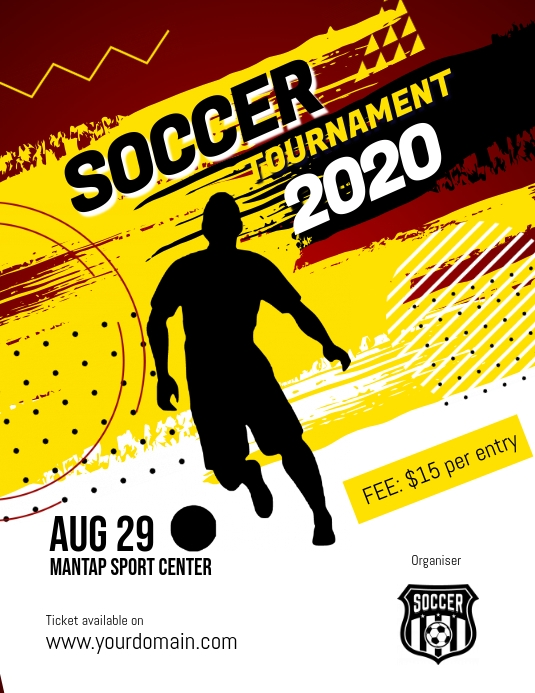 SOCCER
TOURNAMENT
2020
FEE: $15 per entry
AUG 29
MANTAP SPORT CENTER
Organiser
SOCCER
Ticket available on
www.yourdomain.com